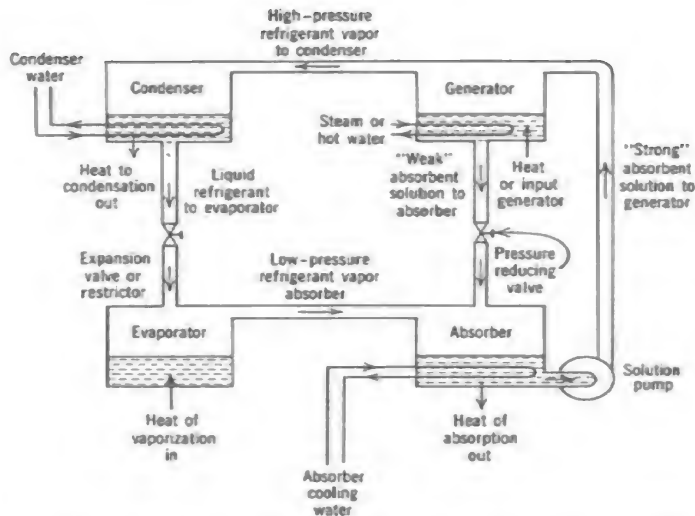 High-pressure
refrigerant vapor
to condenser
Condenser
water
Condenser
Generator
Steam or
hot water
Heat to
condensation
out
Liquid
refrigerant
to evaporator
"Weak"
absorbent
solution to
absorber
Heat
or input
generator
"Strong"
absorbent
solution to
generator
Expansion
valve or
restrictor
Low-pressure
refrigerant vapor
absorber
Pressure
reducing
valve
Evaporator
Absorber
Solution
pump
Heat of
vaporization
in
Heat of
absorption
out
Absorber
cooling
water